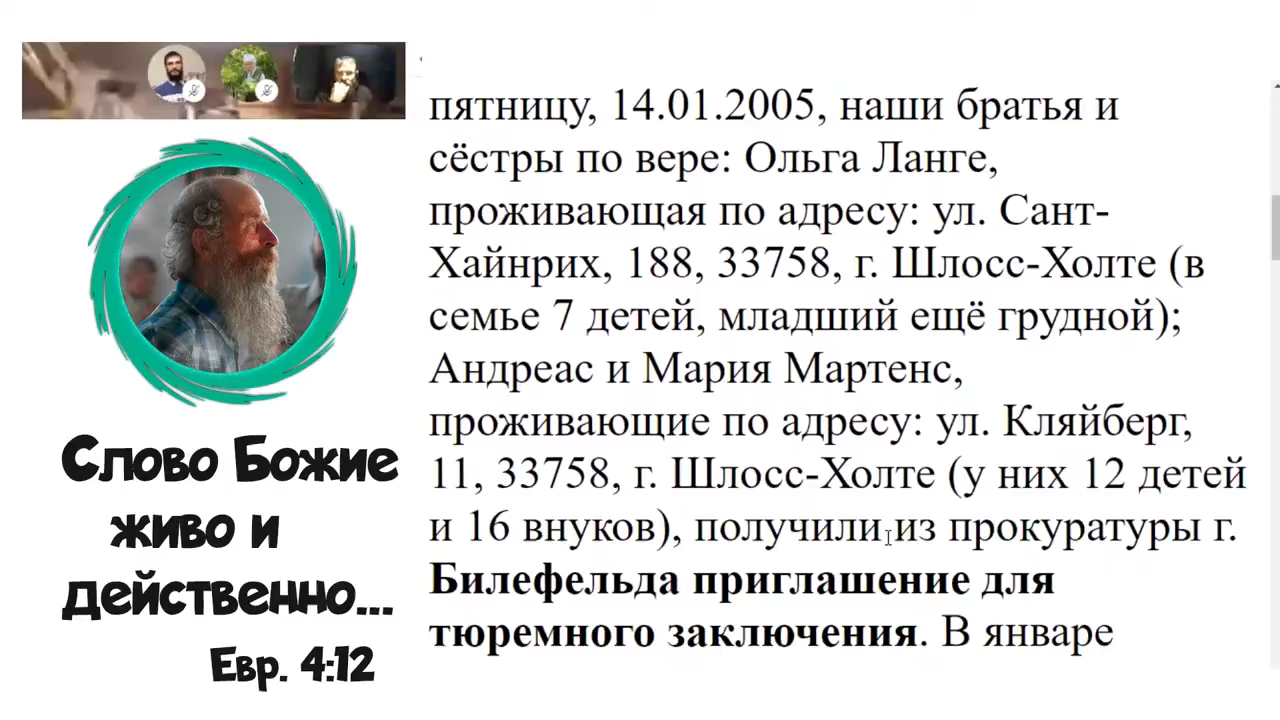 пятницу, 14.01.2005, наши братья и
сёстры по вере: Ольга Ланге,
проживающая по адресу: ул. Сант-
Хайнрих, 188, 33758, г. Шлосс-Холте (в
семье 7 детей, младший ещё грудной);
Андреас и Мария Мартенс,
проживающие по адресу: ул. Кляйберг,
11, 33758, г. Шлосс-Холте (у них 12 детей
и 16 внуков), получили из прокуратуры г.
Билефельда приглашение для
тюремного заключения. В январе
Слово Божие
живо и
действенно...
Евр. 4:12